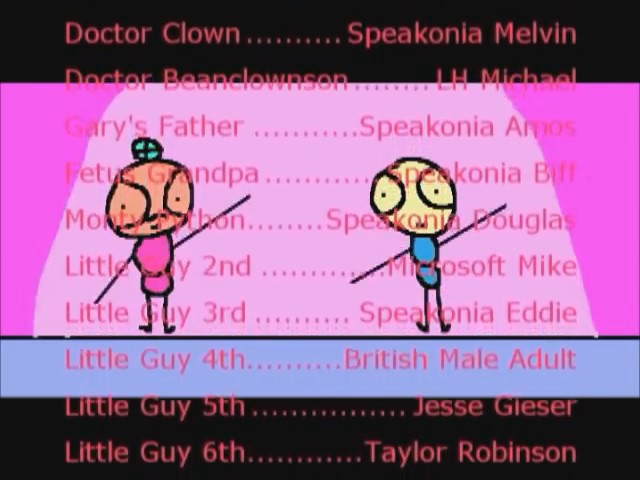 Doctor Clown.......... Speakonia Melvin
Doctor Beanclownson........ LH Michael
Gary's Father ...........Speakonia Amos
Fetus Grandpa............ Speakonia Biff
Monty Python........Speakonia Douglas
Little Guy 2nd .............Microsoft Mike
Little Guy 3rd .......... Speakonia Eddie
Little Guy 4th..........British Male Adult
Little Guy 5th ................ Jesse Gieser
Little Guy 6th............Taylor Robinson